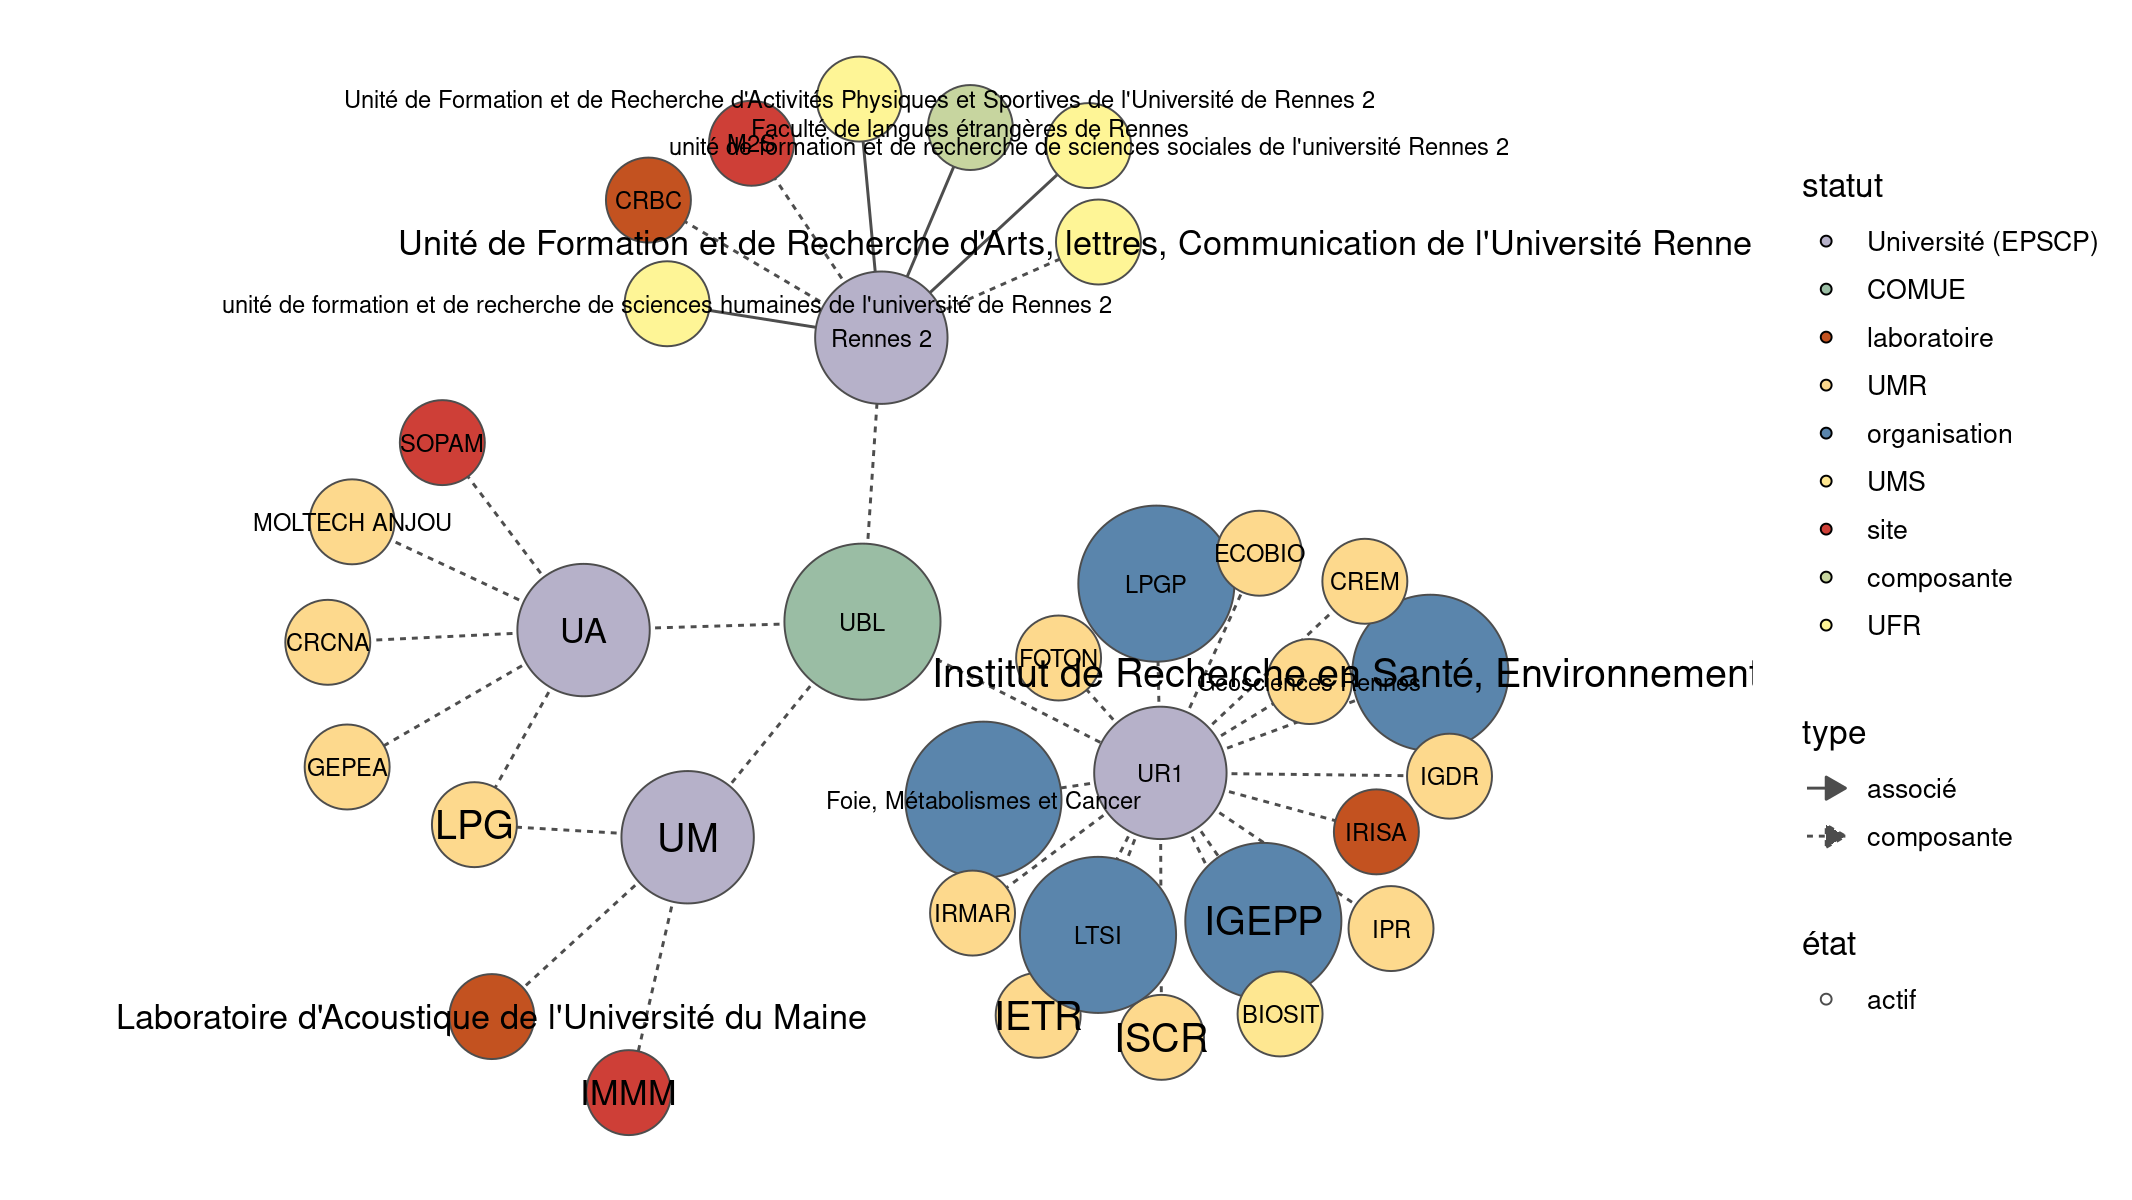 Unité de Formation et de Recherche d'Activités Physiques et Sportives de l'Université de Rennes 2
Faculté de langues étrangères de Rennes
M2S
unité de formation et de recherche de sciences sociales de l'université Rennes 2
CRBC
Unité de Formation et de Recherche d'Arts, lettres, Communication de l'Université Renne
unité de formation et de recherche de sciences humaines de l'université de Rennes 2
Rennes 2
SOPAM
MOLTECH ANJOU
CRCNA
UA
UBL
GEPEA
LPG
UM
Laboratoire d'Acoustique de l'Université du Maine
IMMM
LPGP
ECOBIO
CREM
FOTON
Institut de Recherche en Santé, Environnement
Géosciences Rennes
UR1
IGDR
Foie, Métabolismes et Cancer
IRISA
IRMAR
LTSI
IGEPP
IPR
IETR
ISCR
BIOSIT
statut
Université (EPSCP)
COMUE
laboratoire
UMR
organisation
UMS
site
composante
UFR
type
associé
composante
état
actif